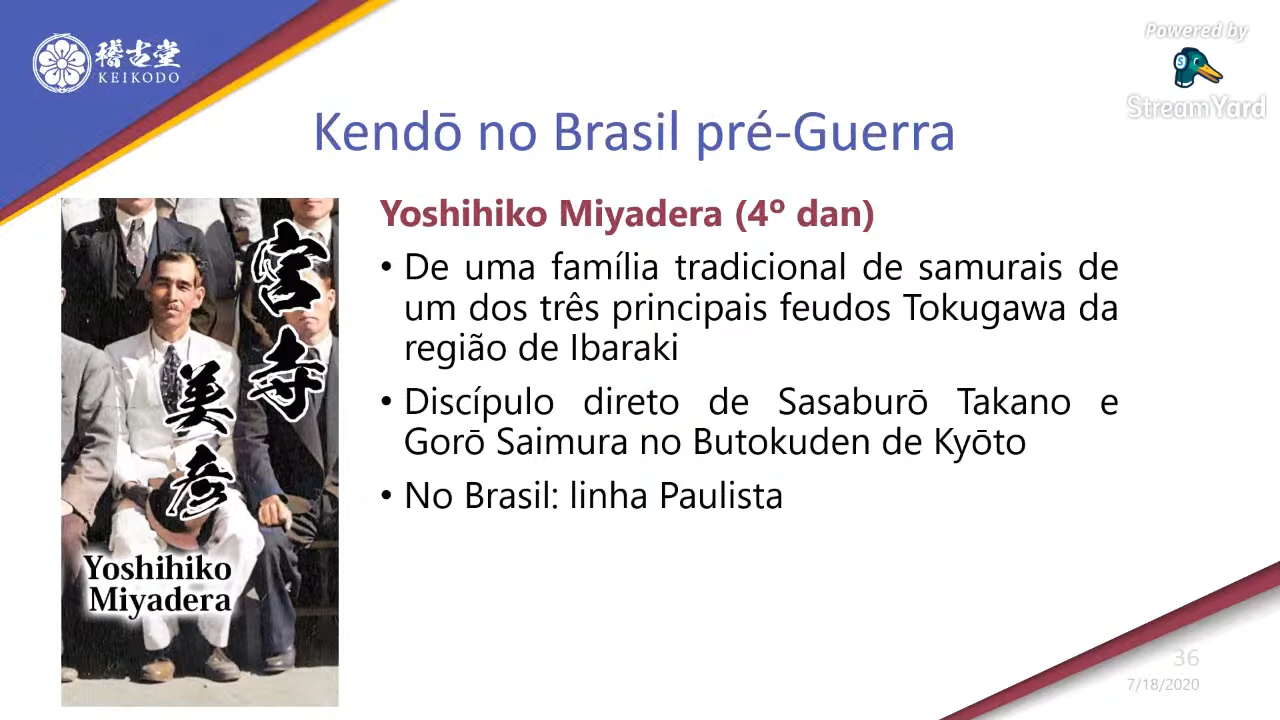 稽古堂
KEIKODO
Powered by
StreamYard
Kendō no Brasil pré-Guerra
宮寺
美彦
Yoshihiko
Miyadera
Yoshihiko Miyadera (4º dan)
• De uma família tradicional de samurais de
um dos três principais feudos Tokugawa da
região de Ibaraki
• Discípulo direto de Sasaburō Takano e
Gorō Saimura no Butokuden de Kyōto
• No Brasil: linha Paulista
36
7/18/2020